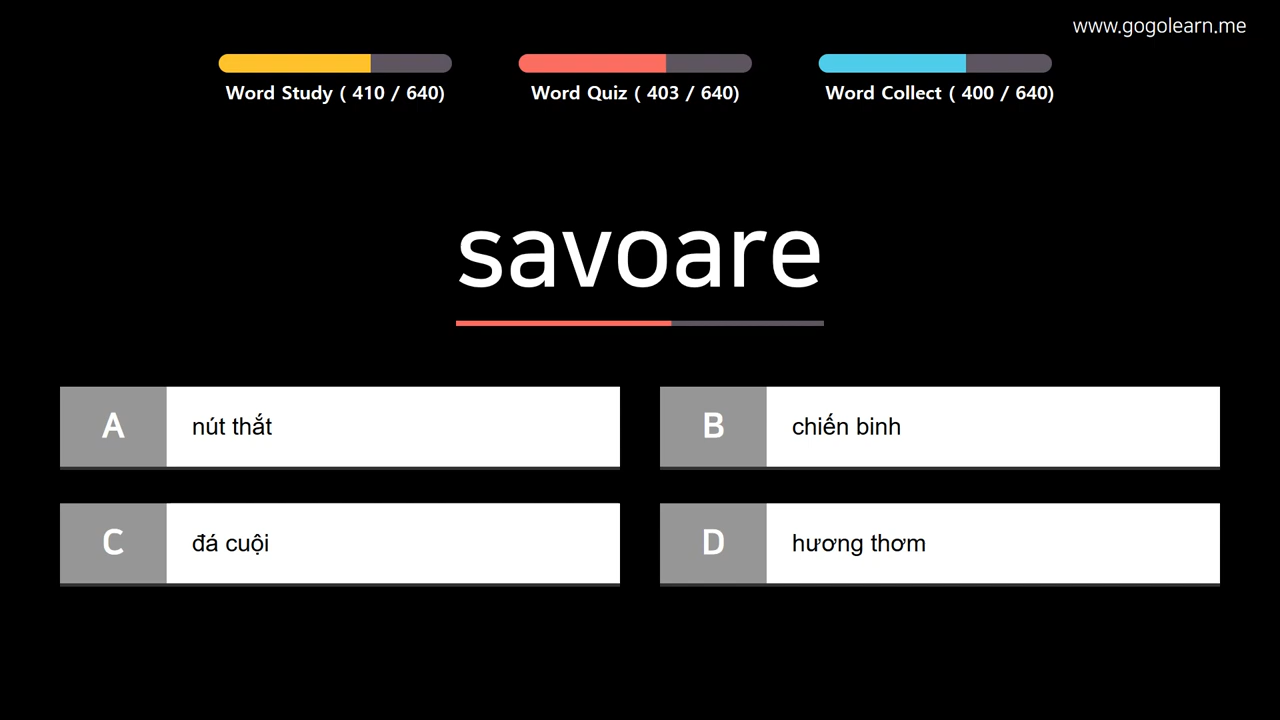 www.gogolearn.me
Word Study ( 410 / 640)
Word Quiz ( 403 / 640)
Word Collect ( 400 / 640)
savoare
A nút thắt
B chiến binh
C đá cuội
D hương thơm